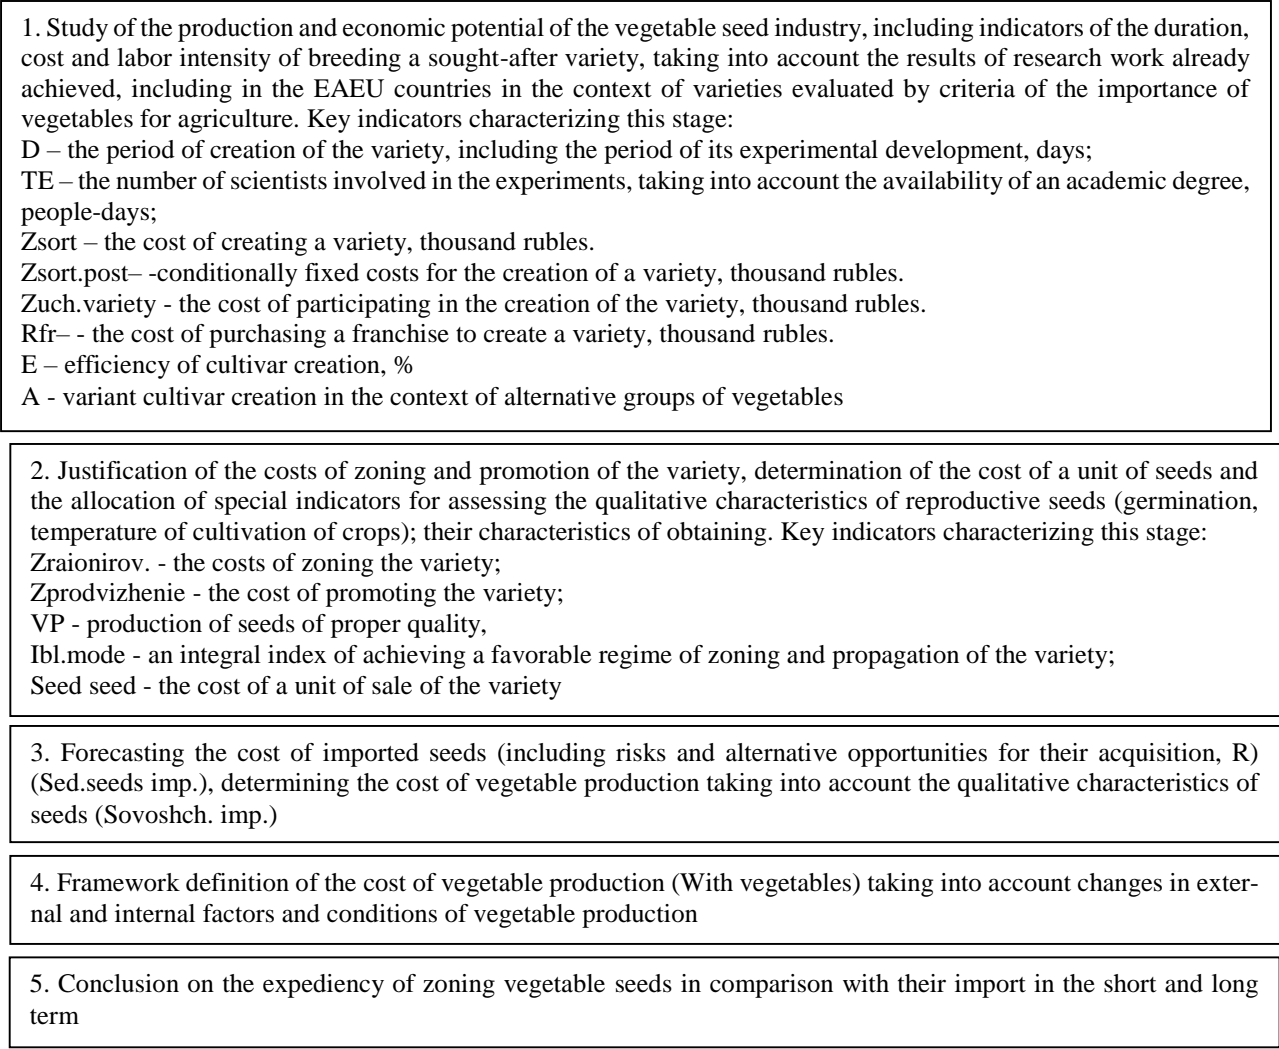 1. Study of the production and economic potential of the vegetable seed industry, including indicators of the duration,
cost and labor intensity of breeding a sought-after variety, taking into account the results of research work already
achieved, including in the EAEU countries in the context of varieties evaluated by criteria of the importance of
vegetables for agriculture. Key indicators characterizing this stage:
D – the period of creation of the variety, including the period of its experimental development, days;
TE – the number of scientists involved in the experiments, taking into account the availability of an academic degree,
people-days;
Zsort – the cost of creating a variety, thousand rubles.
Zsort.post– -conditionally fixed costs for the creation of a variety, thousand rubles.
Zuch.variety - the cost of participating in the creation of the variety, thousand rubles.
Rfr– - the cost of purchasing a franchise to create a variety, thousand rubles.
E – efficiency of cultivar creation, %
A - variant cultivar creation in the context of alternative groups of vegetables
2. Justification of the costs of zoning and promotion of the variety, determination of the cost of a unit of seeds and
the allocation of special indicators for assessing the qualitative characteristics of reproductive seeds (germination,
temperature of cultivation of crops); their characteristics of obtaining. Key indicators characterizing this stage:
Zraionirov. - the costs of zoning the variety;
Zprodvizhenie - the cost of promoting the variety;
VP - production of seeds of proper quality,
Ibl.mode - an integral index of achieving a favorable regime of zoning and propagation of the variety;
Seed seed - the cost of a unit of sale of the variety
3. Forecasting the cost of imported seeds (including risks and alternative opportunities for their acquisition, R)
(Sed.seeds imp.), determining the cost of vegetable production taking into account the qualitative characteristics of
seeds (Sovoshch. imp.)
4. Framework definition of the cost of vegetable production (With vegetables) taking into account changes in exter-
nal and internal factors and conditions of vegetable production
5. Conclusion on the expediency of zoning vegetable seeds in comparison with their import in the short and long
term